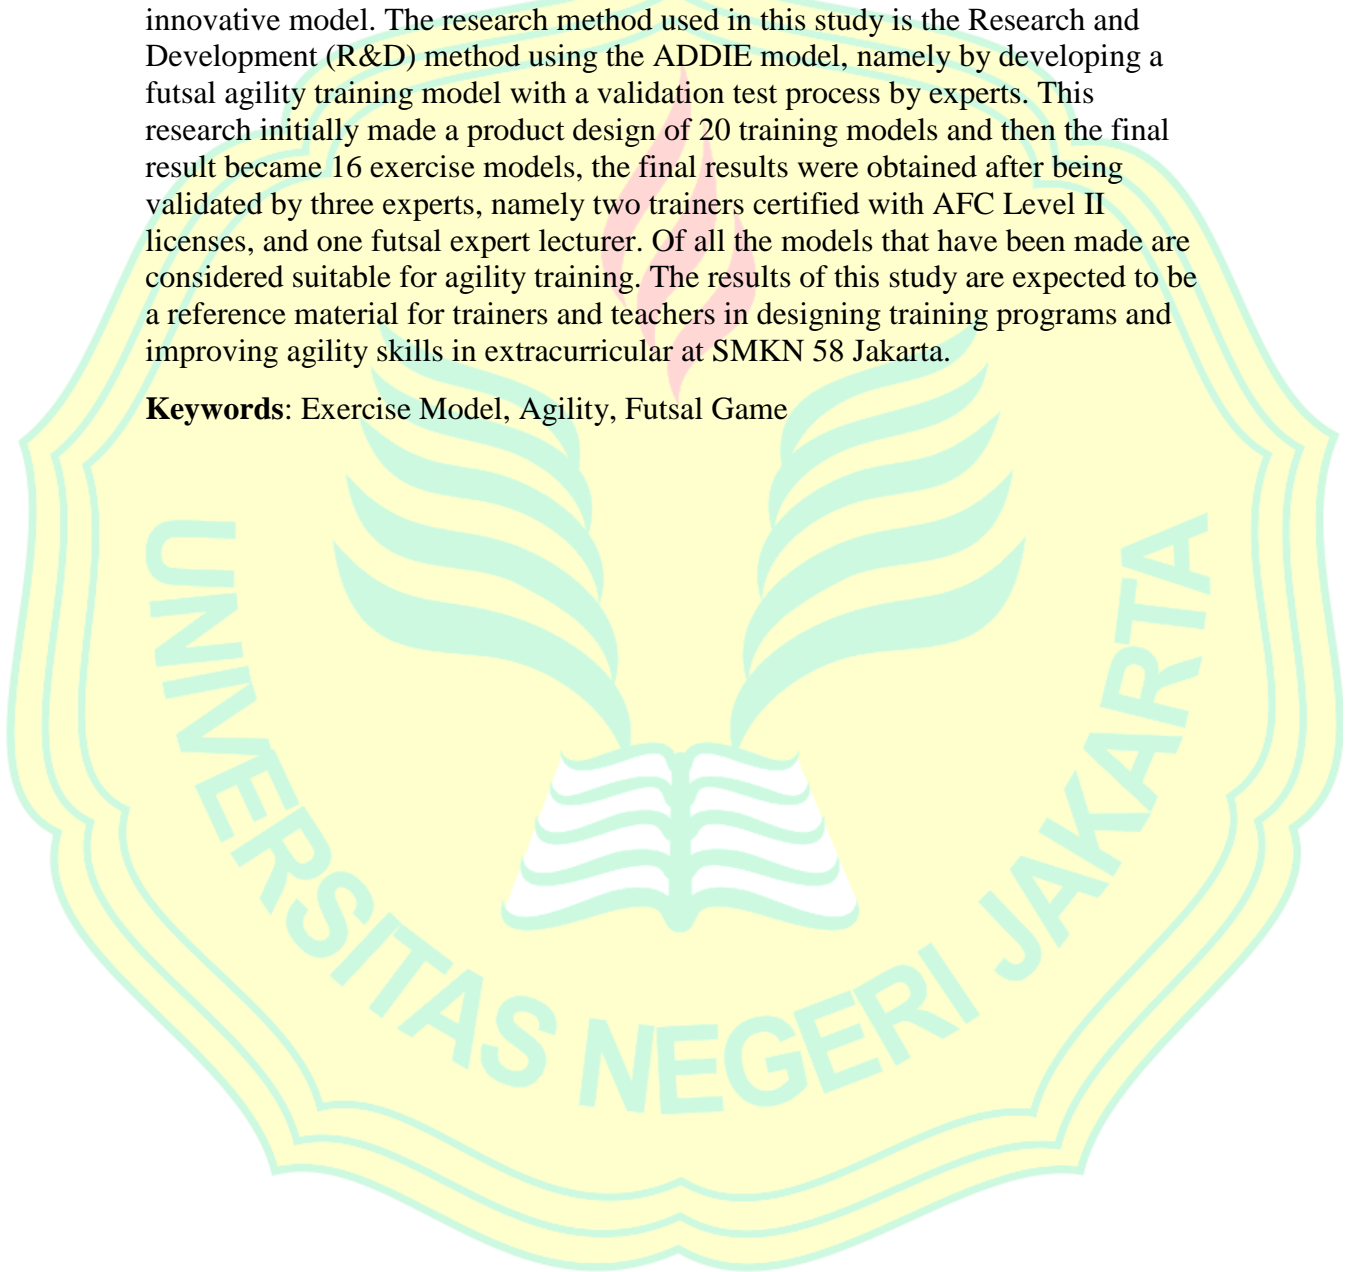 innovative model. The research method used in this study is the Research and
Development (R&D) method using the ADDIE model, namely by developing a
futsal agility training model with a validation test process by experts. This
research initially made a product design of 20 training models and then the final
result became 16 exercise models, the final results were obtained after being
validated by three experts, namely two trainers certified with AFC Level II
licenses, and one futsal expert lecturer. Of all the models that have been made are
considered suitable for agility training. The results of this study are expected to be
a reference material for trainers and teachers in designing training programs and
improving agility skills in extracurricular at SMKN 58 Jakarta.
Keywords: Exercise Model, Agility, Futsal Game
UNIVERSITAS NEGERI JAKARTA